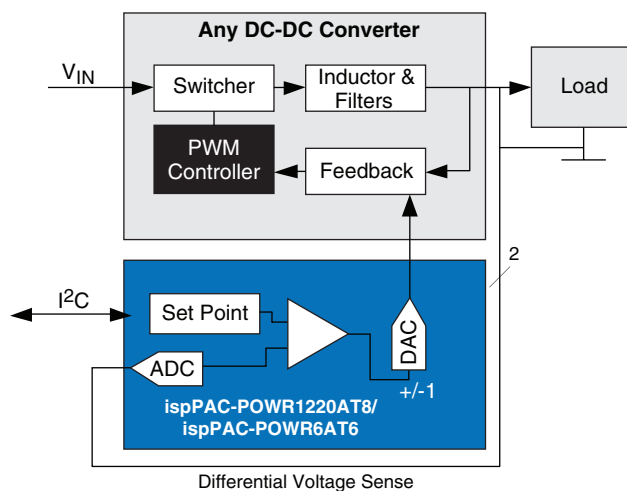 Any DC-DC Converter
VIN
Switcher
Inductor &
Filters
Load
PWM
Controller
Feedback
2
I²C
Set Point
ADC
DAC
+/-1
ispPAC-POWR1220AT8/
ispPAC-POWR6AT6
Differential Voltage Sense